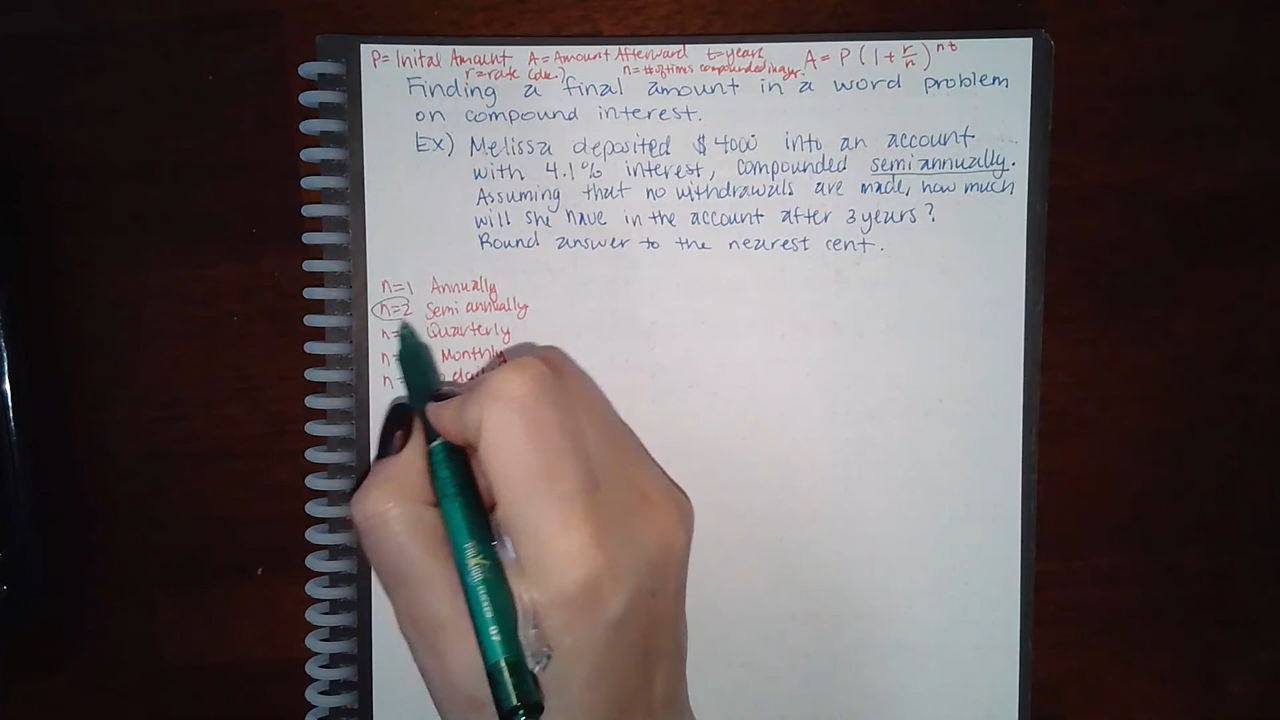 P= Inital Amount A= Amount Afterward t=years A= P(1+r/n)^nt
r=rate (dec.) n=# of times compounded in a yr.
Finding a final amount in a word problem
on compound interest.
Ex) Melissa deposited $4000 into an account
with 4.1% interest, compounded semiannually.
Assuming that no withdrawals are made, how much
will she have in the account after 3 years?
Round answer to the nearest cent.
n=1 Annually
n=2 Semi annually
n= Quarterly
n= Monthly
n=